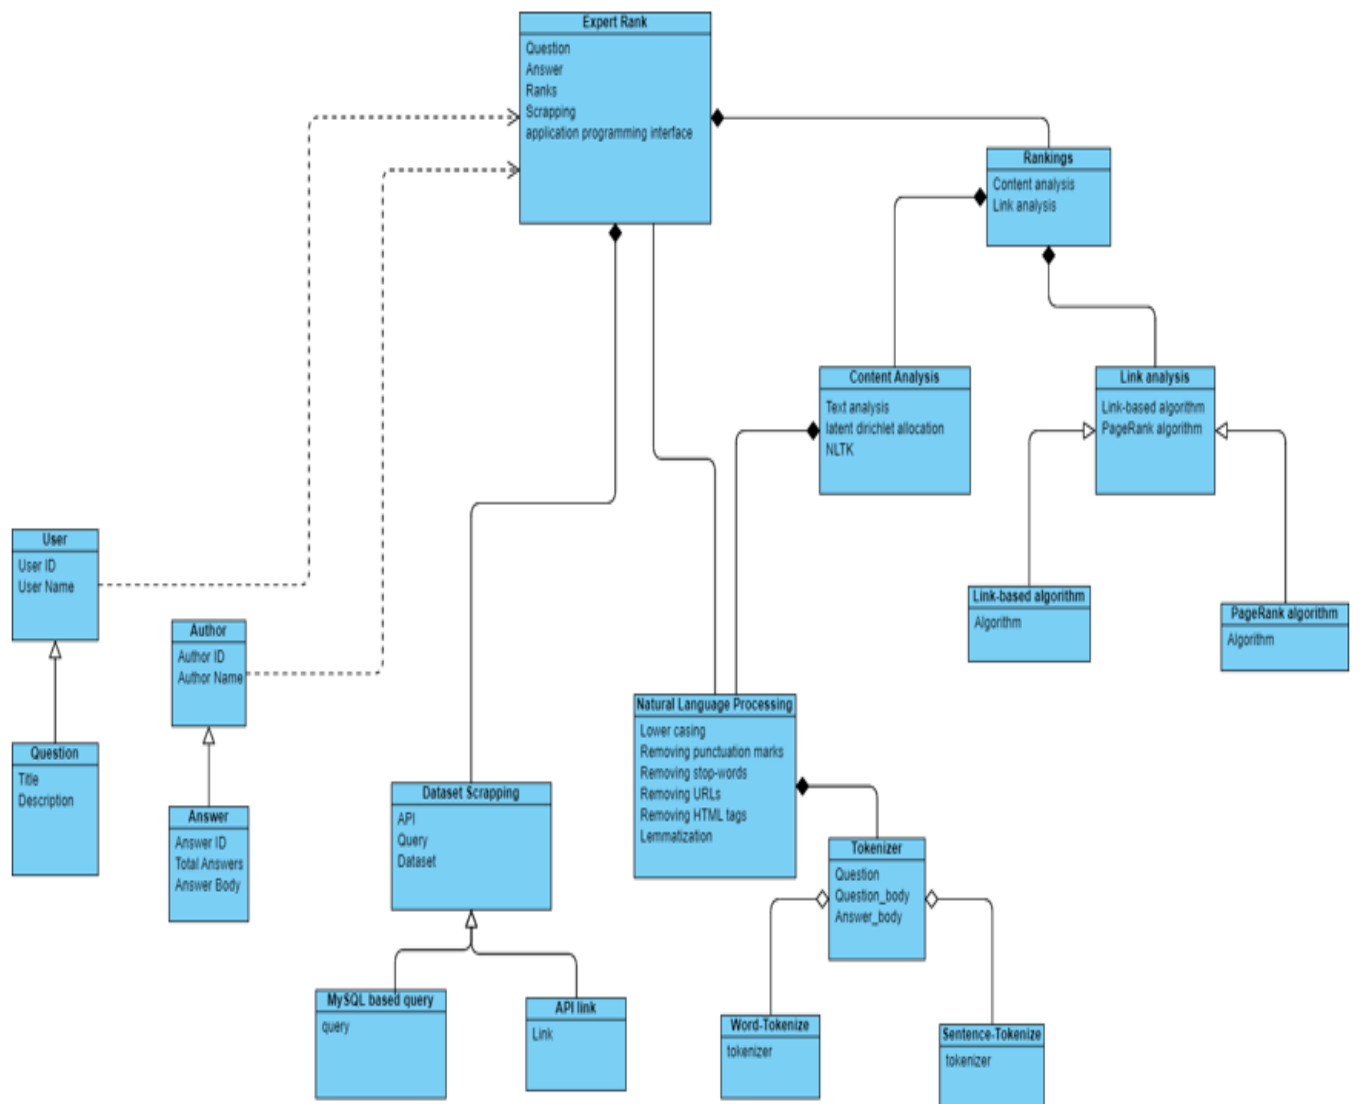 Expert Rank
Question
Answer
Ranks
Scrapping
application programming interface
Rankings
Content analysis
Link analysis
Content Analysis
Text analysis
latent dirichlet allocation
NLTK
Link analysis
Link-based algorithm
PageRank algorithm
User
User ID
User Name
Author
Author ID
Author Name
Link-based algorithm
Algorithm
PageRank algorithm
Algorithm
Question
Title
Description
Answer
Answer ID
Total Answers
Answer Body
Dataset Scrapping
API
Query
Dataset
Natural Language Processing
Lower casing
Removing punctuation marks
Removing stop-words
Removing URLs
Removing HTML tags
Lemmatization
Tokenizer
Question
Question_body
Answer_body
MySQL based query
query
API link
Link
Word-Tokenize
tokenizer
Sentence-Tokenize
tokenizer